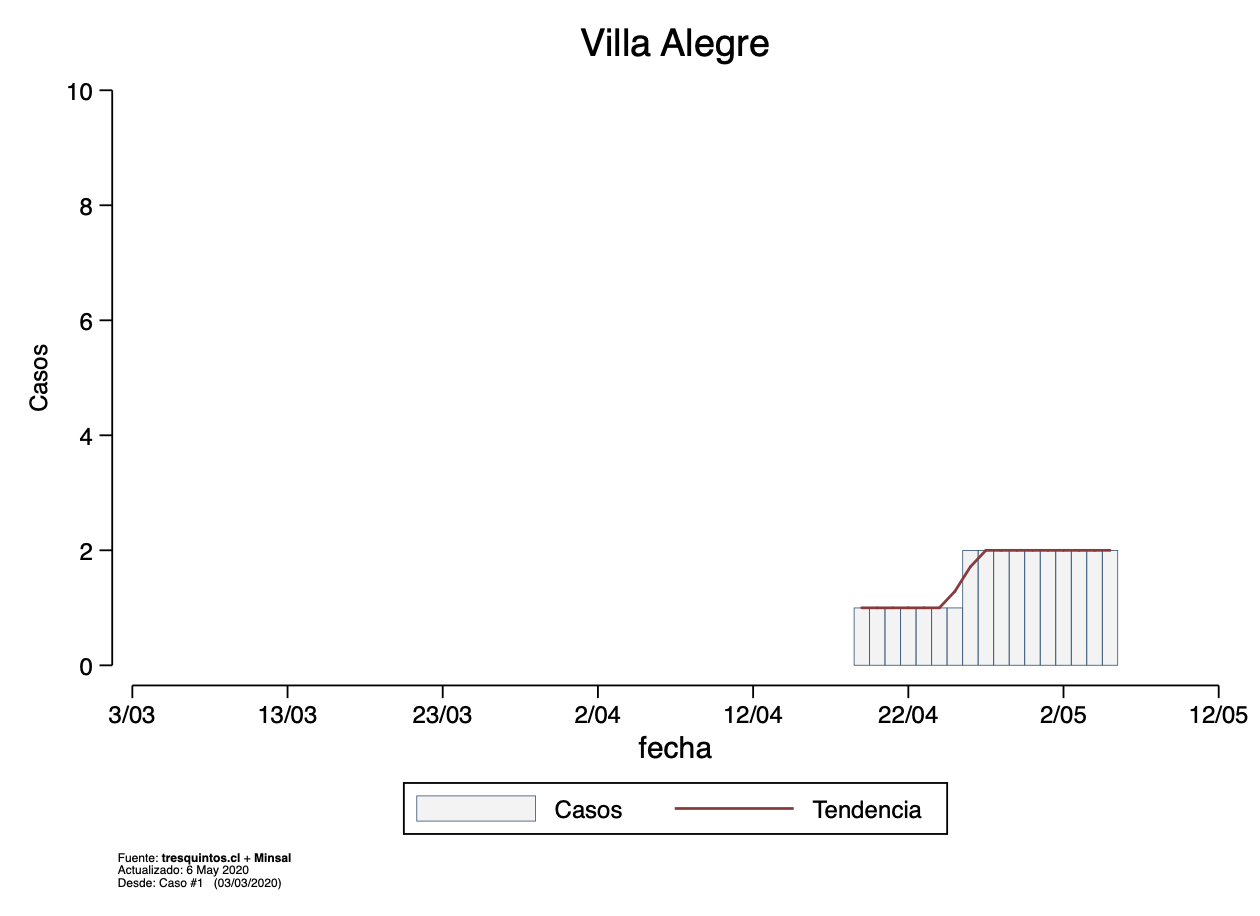 Villa Alegre
10
8
6
4
2
0
Casos
3/03 13/03 23/03 2/04 12/04 22/04 2/05 12/05
fecha
Casos Tendencia
Fuente: tresquintos.cl + Minsal
Actualizado: 6 May 2020
Desde: Caso #1 (03/03/2020)